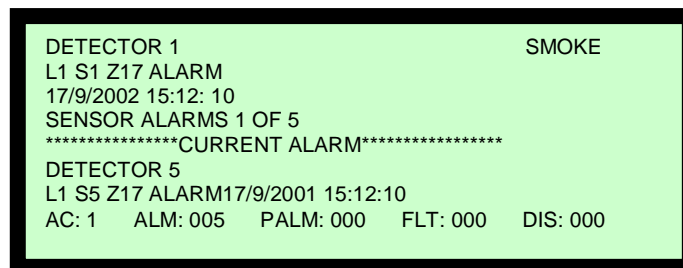 DETECTOR 1 SMOKE
L1 S1 Z17 ALARM
17/9/2002 15:12: 10
SENSOR ALARMS 1 OF 5
****************CURRENT ALARM*****************
DETECTOR 5
L1 S5 Z17 ALARM17/9/2001 15:12:10
AC: 1 ALM: 005 PALM: 000 FLT: 000 DIS: 000